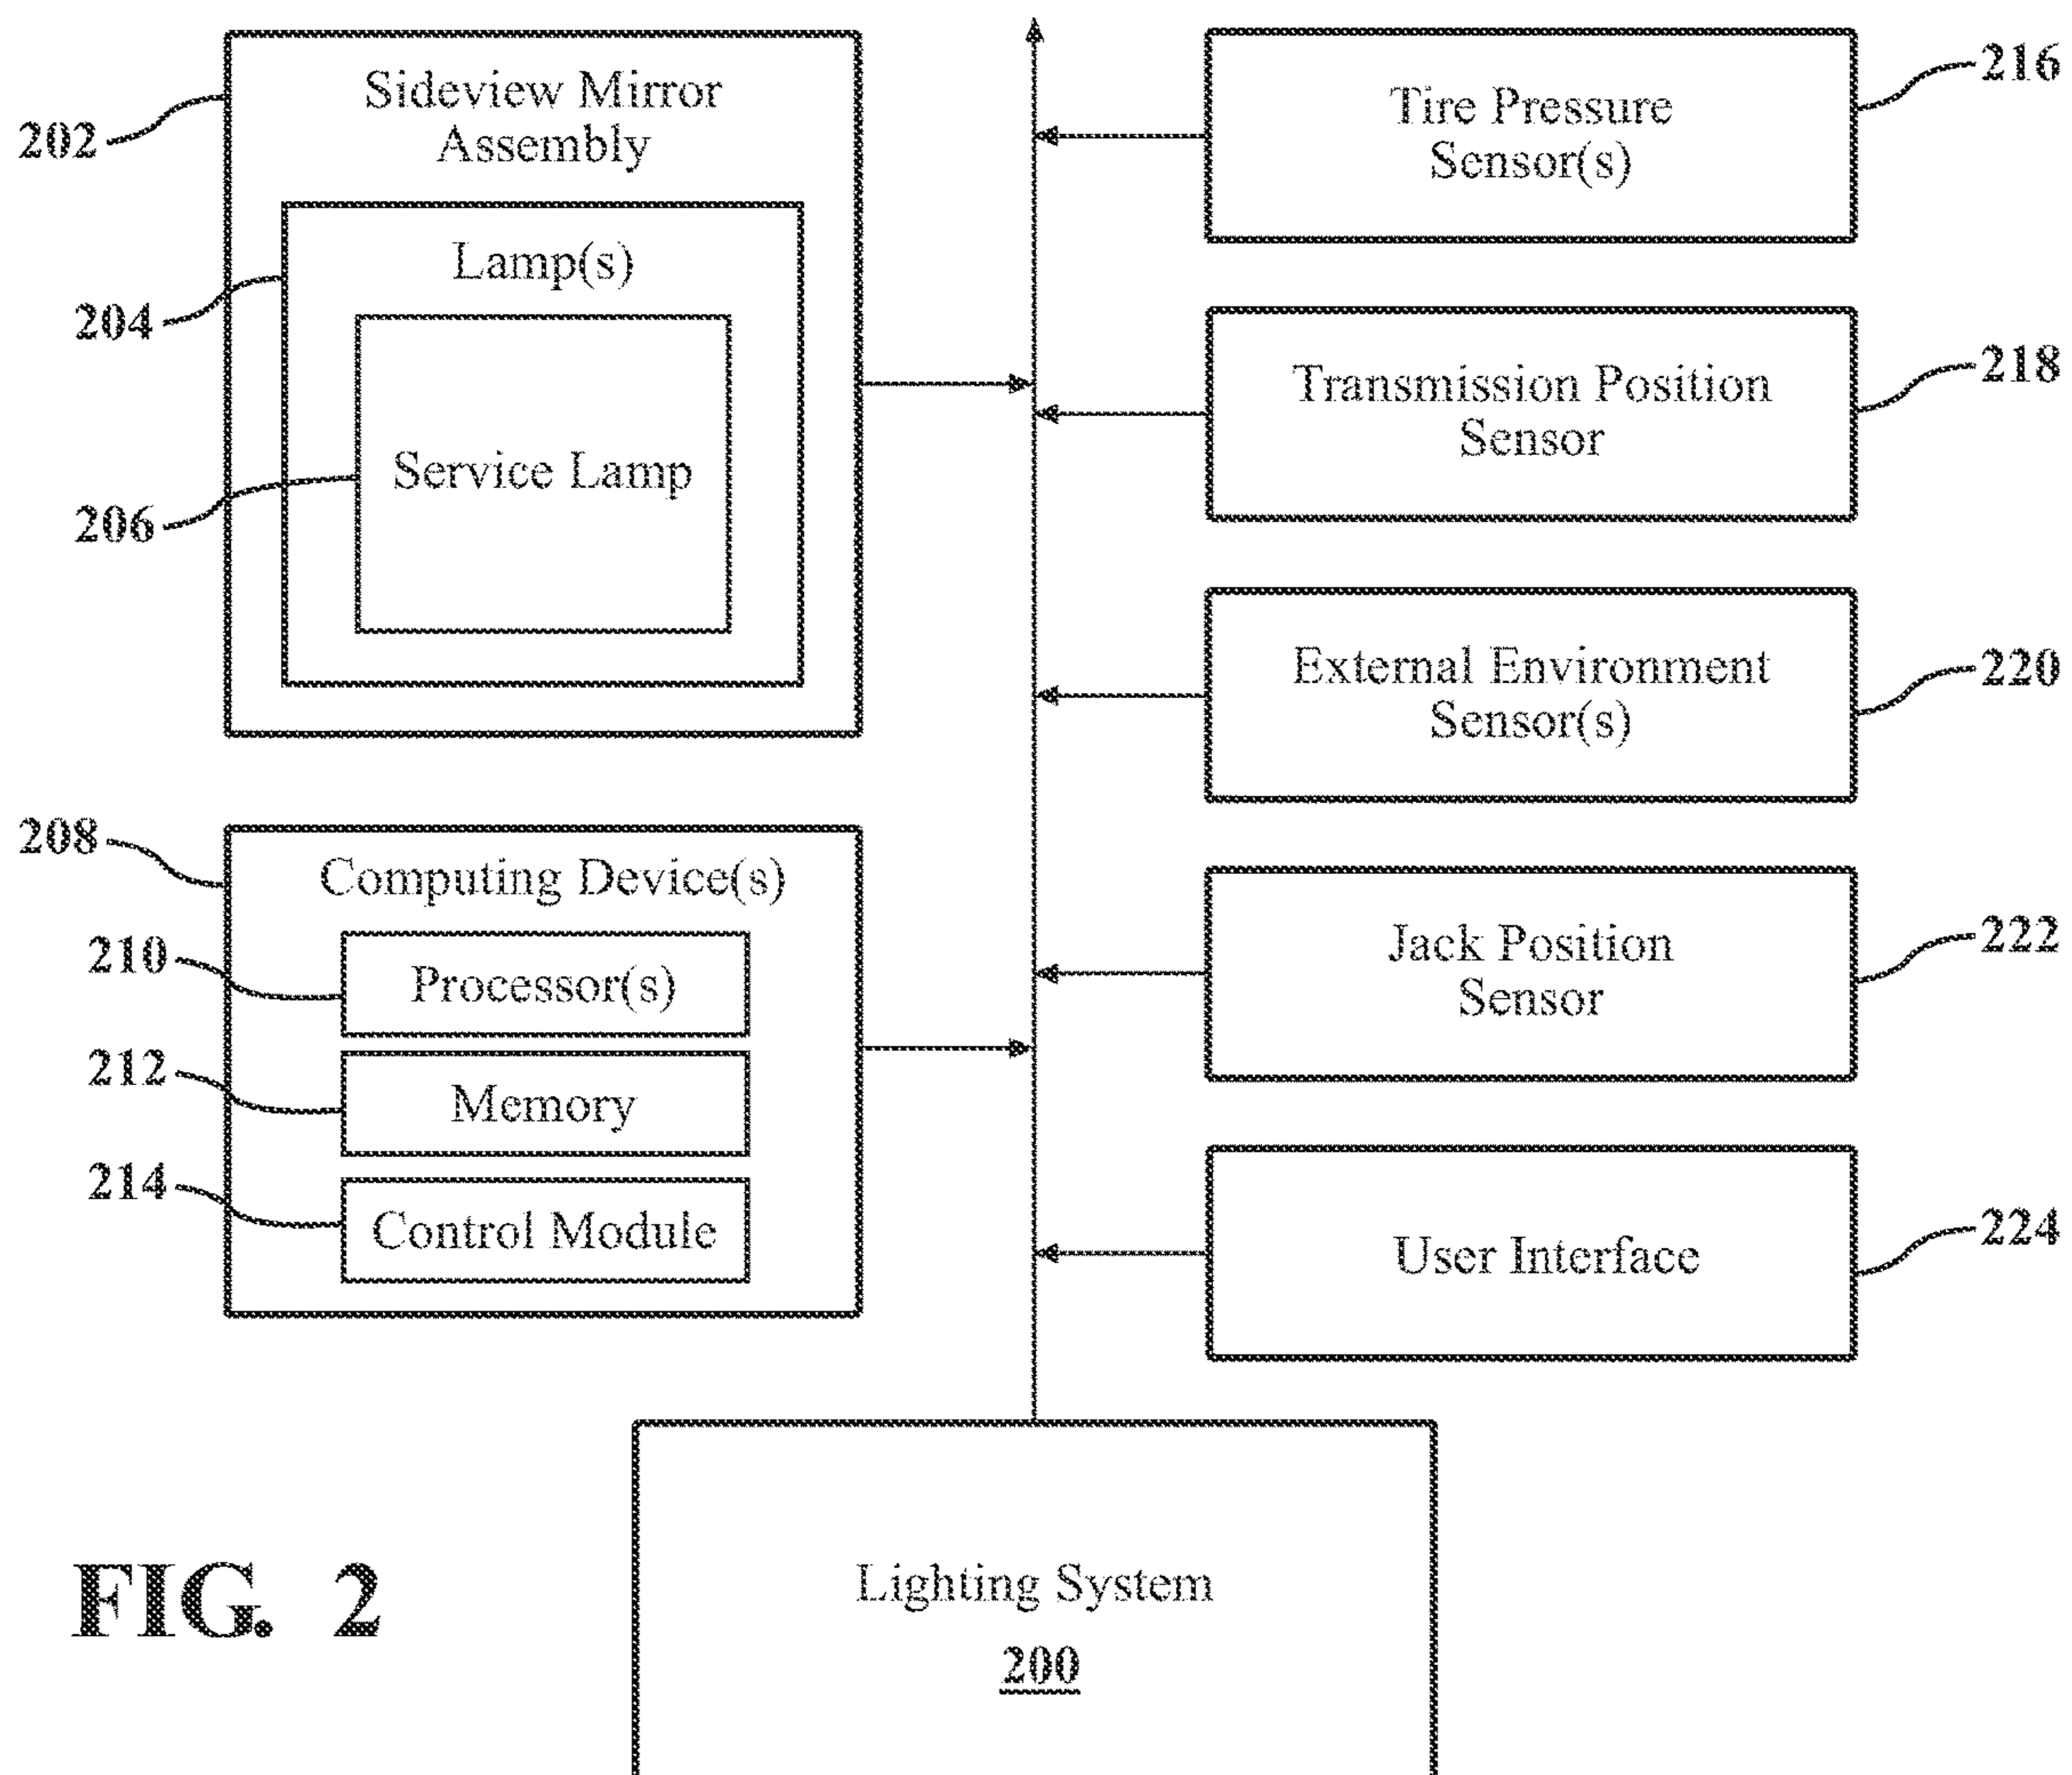 202
Sideview Mirror
Assembly
204
Lamp(s)
206
Service Lamp
208
Computing Device(s)
210
Processor(s)
212
Memory
214
Control Module
Tire Pressure
Sensor(s)
216
Transmission Position
Sensor
218
External Environment
Sensor(s)
220
Jack Position
Sensor
222
User Interface
224
Lighting System
200
FIG. 2